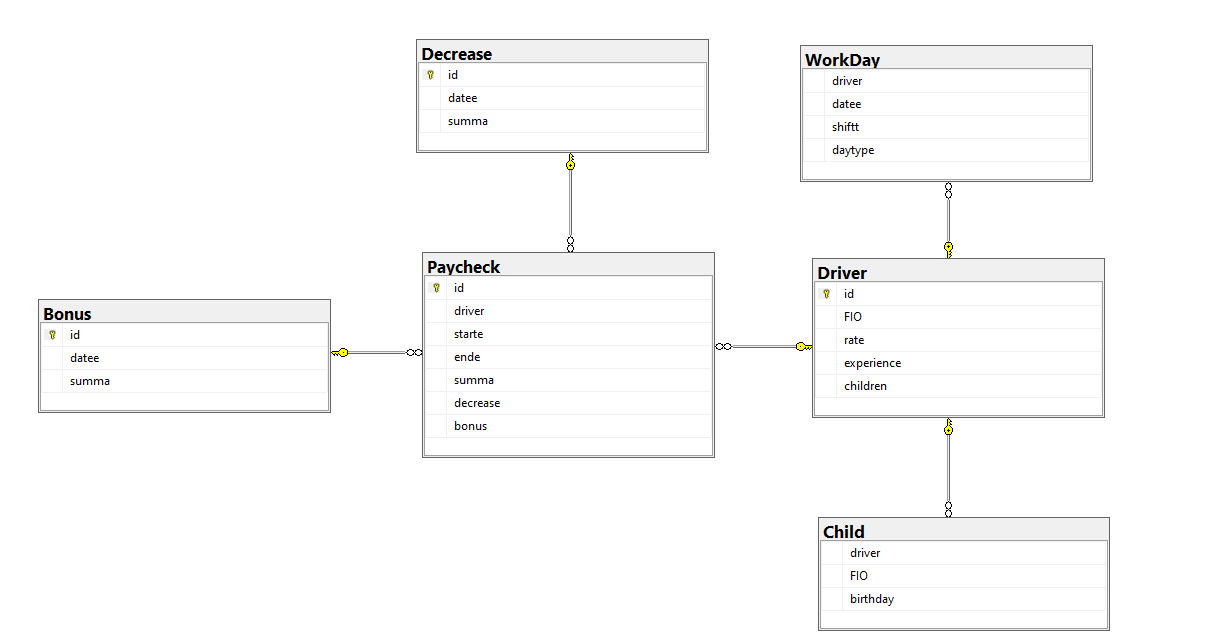 Decrease
id
datee
summa
WorkDay
driver
datee
shiftt
daytype
Bonus
id
datee
summa
Paycheck
id
driver
starte
ende
summa
decrease
bonus
Driver
id
FIO
rate
experience
children
Child
driver
FIO
birthday